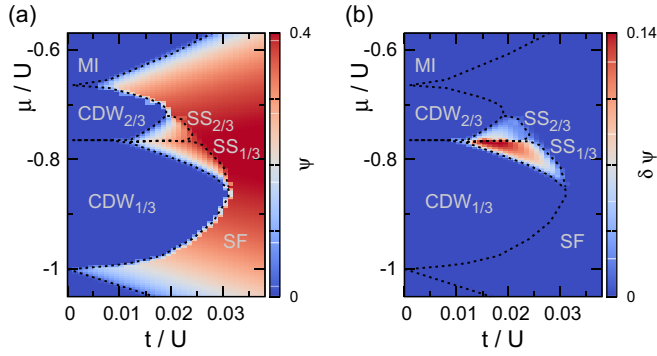 (a)
(b)
0.4
0.14
-0.6
-0.6
MI
MI
μ / U
μ / U
CDW2/3
SS2/3
CDW2/3
SS2/3
SS1/3
SS1/3
-0.8
-0.8
ψ
δ ψ
CDW1/3
CDW1/3
SF
SF
-1
-1
0
0
0 0.01 0.02 0.03
0 0.01 0.02 0.03
t / U
t / U